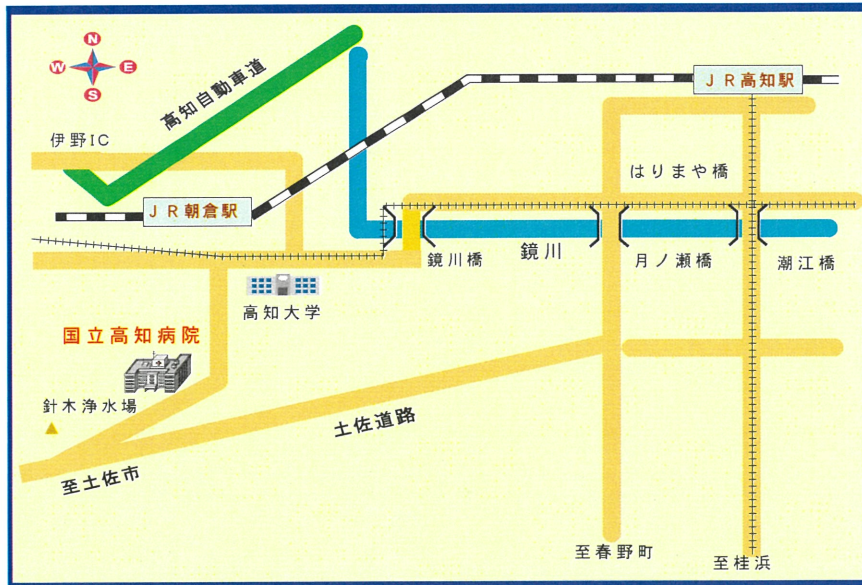 N
W E
S
高知自動車道
JR高知駅
伊野IC
はりまや橋
JR朝倉駅
鏡川橋
鏡川
月ノ瀬橋
潮江橋
高知大学
国立高知病院
針木浄水場
土佐道路
至土佐市
至春野町
至桂浜